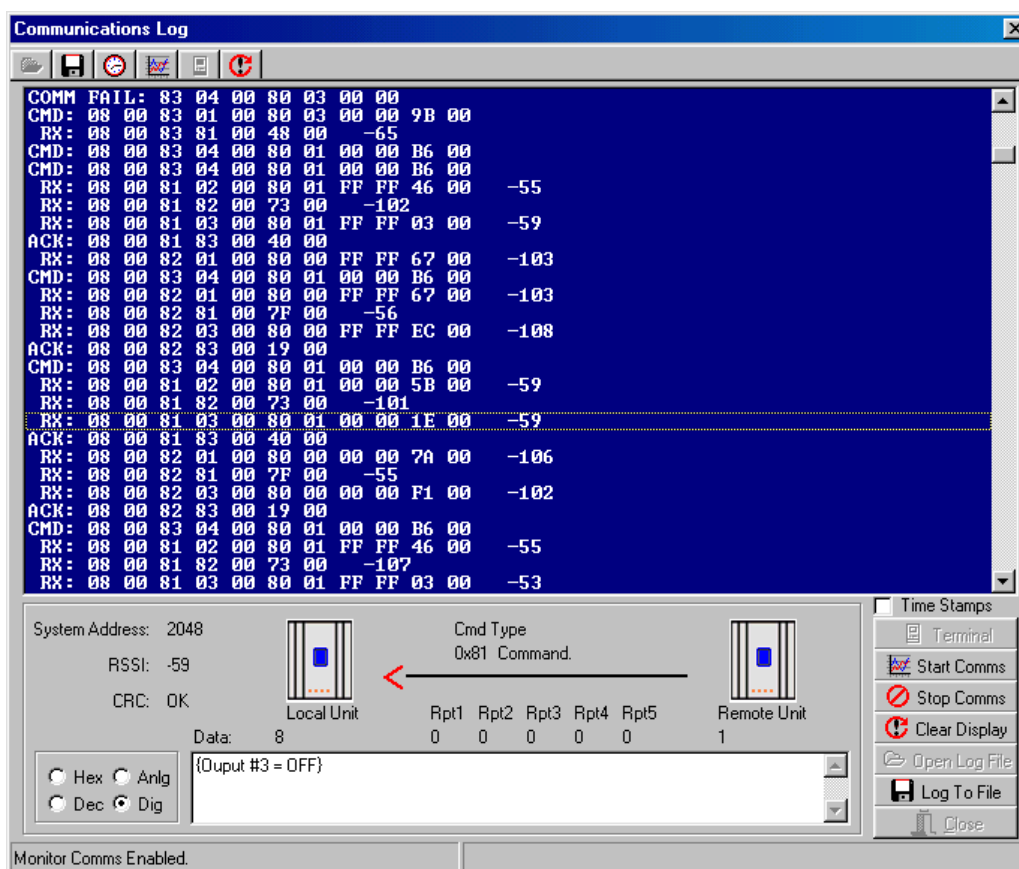 Communications Log
COMM FAIL: 83 04 00 80 03 00 00
CMD: 08 00 83 01 00 80 03 00 00 9B 00
RX: 08 00 83 81 00 48 00 -65
CMD: 08 00 83 04 00 80 01 00 00 B6 00
CMD: 08 00 83 04 00 80 01 00 00 B6 00
RX: 08 00 81 02 00 80 01 FF FF 46 00 -55
RX: 08 00 81 82 00 73 00 -102
RX: 08 00 81 03 00 80 01 FF FF 03 00 -59
ACK: 08 00 81 83 00 40 00
RX: 08 00 82 01 00 80 00 FF FF 67 00 -103
CMD: 08 00 83 04 00 80 01 00 00 B6 00
RX: 08 00 82 01 00 80 00 FF FF 67 00 -103
RX: 08 00 82 81 00 7F 00 -56
RX: 08 00 82 03 00 80 00 FF FF EC 00 -108
ACK: 08 00 82 83 00 19 00
CMD: 08 00 83 04 00 80 01 00 00 B6 00
RX: 08 00 81 02 00 80 01 00 00 5B 00 -59
RX: 08 00 81 82 00 73 00 -101
RX: 08 00 81 03 00 80 01 00 00 1E 00 -59
ACK: 08 00 81 83 00 40 00
RX: 08 00 82 01 00 80 00 00 00 7A 00 -106
RX: 08 00 82 81 00 7F 00 -55
RX: 08 00 82 03 00 80 00 00 00 F1 00 -102
ACK: 08 00 82 83 00 19 00
CMD: 08 00 83 04 00 80 01 00 00 B6 00
RX: 08 00 81 02 00 80 01 FF FF 46 00 -55
RX: 08 00 81 82 00 73 00 -107
RX: 08 00 81 03 00 80 01 FF FF 03 00 -53
System Address: 2048
RSSI: -59
CRC: OK
Local Unit
Cmd Type
0x81 Command.
Remote Unit
Rpt1 Rpt2 Rpt3 Rpt4 Rpt5
Data: 8 0 0 0 0 0 1
Hex Anlg
Dec Dig
{Ouput #3 = OFF}
Time Stamps
Terminal
Start Comms
Stop Comms
Clear Display
Open Log File
Log To File
Close
Monitor Comms Enabled.